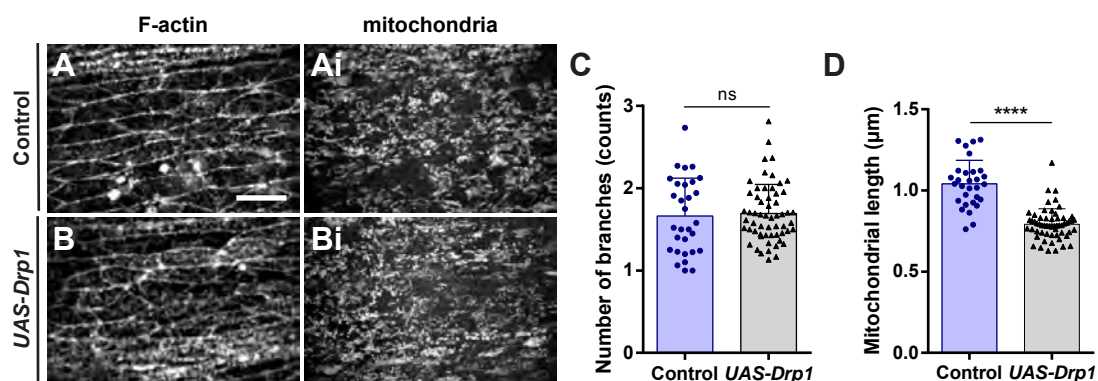 F-actin
mitochondria
Control
A
Ai
UAS-Drp1
B
Bi
C
Number of branches (counts)
3
2
1
0
ns
Control UAS-Drp1
D
Mitochondrial length (μm)
1.5
1.0
0.5
0.0
****
Control UAS-Drp1